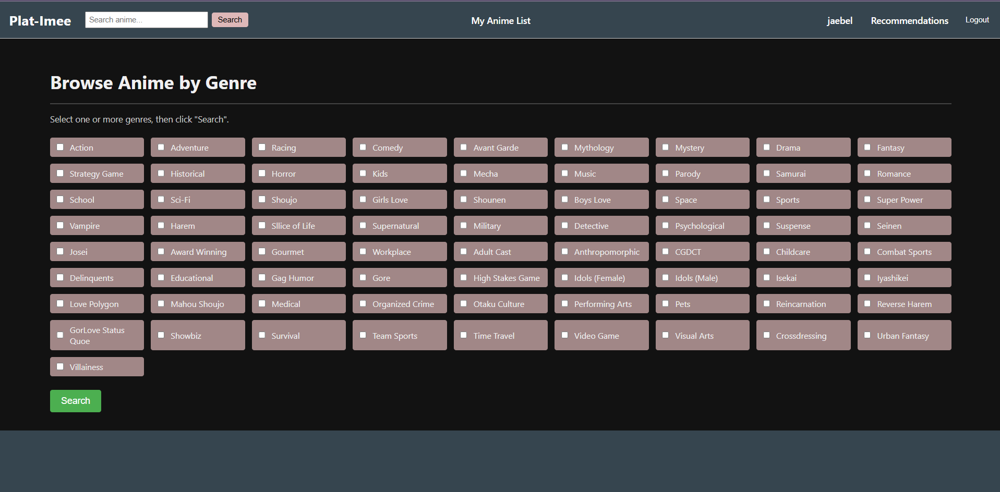 Plat-Imee Search anime... Search My Anime List jaebel Recommendations Logout
Browse Anime by Genre
Select one or more genres, then click "Search".
Action Adventure Racing Comedy Avant Garde Mythology Mystery Drama Fantasy
Strategy Game Historical Horror Kids Mecha Music Parody Samurai Romance
School Sci-Fi Shoujo Girls Love Shounen Boys Love Space Sports Super Power
Vampire Harem Sllice of Life Supernatural Military Detective Psychological Suspense Seinen
Josei Award Winning Gourmet Workplace Adult Cast Anthropomorphic CGDCT Childcare Combat Sports
Delinquents Educational Gag Humor Gore High Stakes Game Idols (Female) Idols (Male) Isekai Iyashikei
Love Polygon Mahou Shoujo Medical Organized Crime Otaku Culture Performing Arts Pets Reincarnation Reverse Harem
GorLove Status
Quoe Showbiz Survival Team Sports Time Travel Video Game Visual Arts Crossdressing Urban Fantasy
Villainess
Search